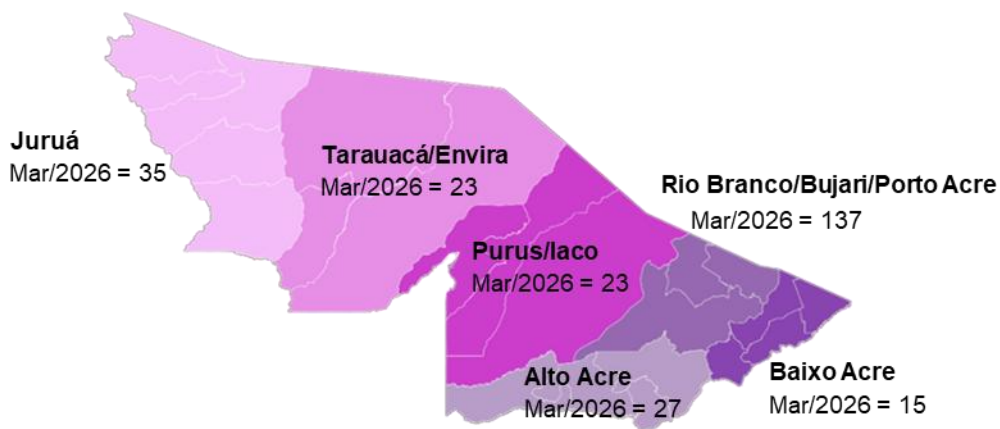 Juruá
Mar/2026 = 35
Tarauacá/Envira
Mar/2026 = 23
Rio Branco/Bujari/Porto Acre
Mar/2026 = 137
Purus/Iaco
Mar/2026 = 23
Alto Acre
Mar/2026 = 27
Baixo Acre
Mar/2026 = 15